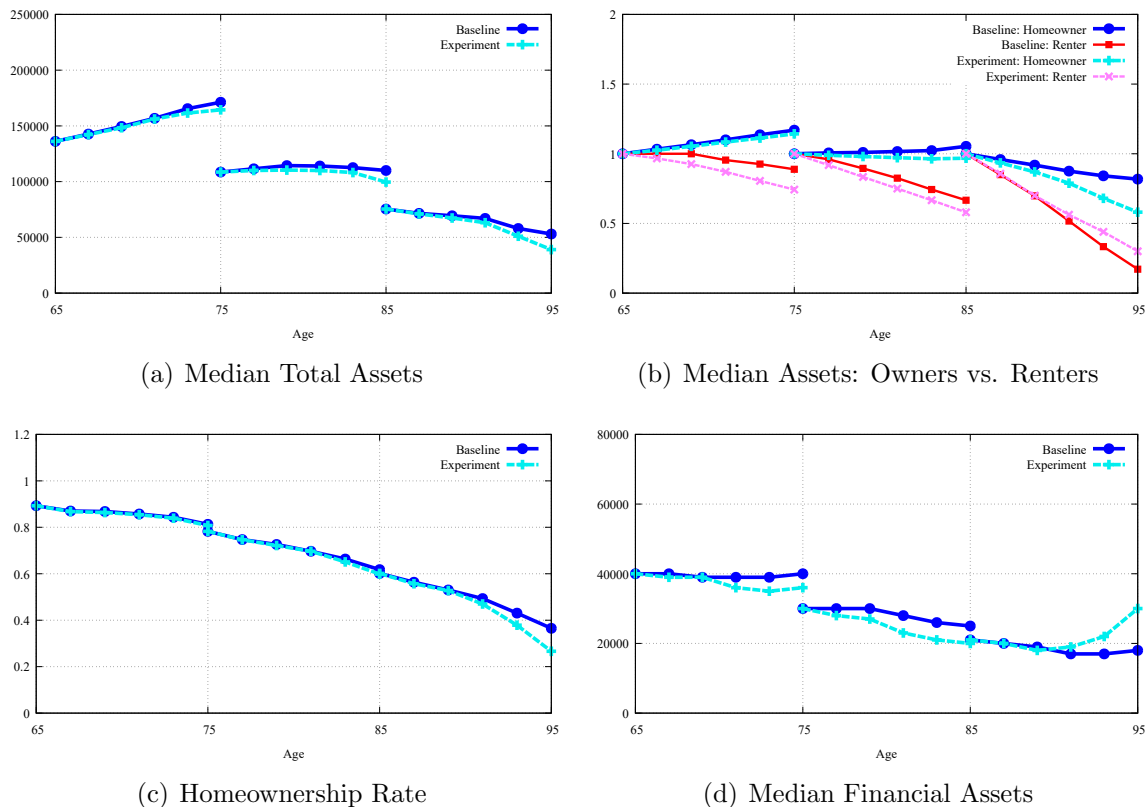 250000
200000
150000
100000
50000
0
65
75
85
95
Age
Baseline
Experiment
(a) Median Total Assets
2
1.5
1
0.5
0
65
75
85
95
Age
Baseline: Homeowner
Baseline: Renter
Experiment: Homeowner
Experiment: Renter
(b) Median Assets: Owners vs. Renters
1.2
1
0.8
0.6
0.4
0.2
0
65
75
85
95
Age
Baseline
Experiment
(c) Homeownership Rate
80000
60000
40000
20000
0
65
75
85
95
Age
Baseline
Experiment
(d) Median Financial Assets